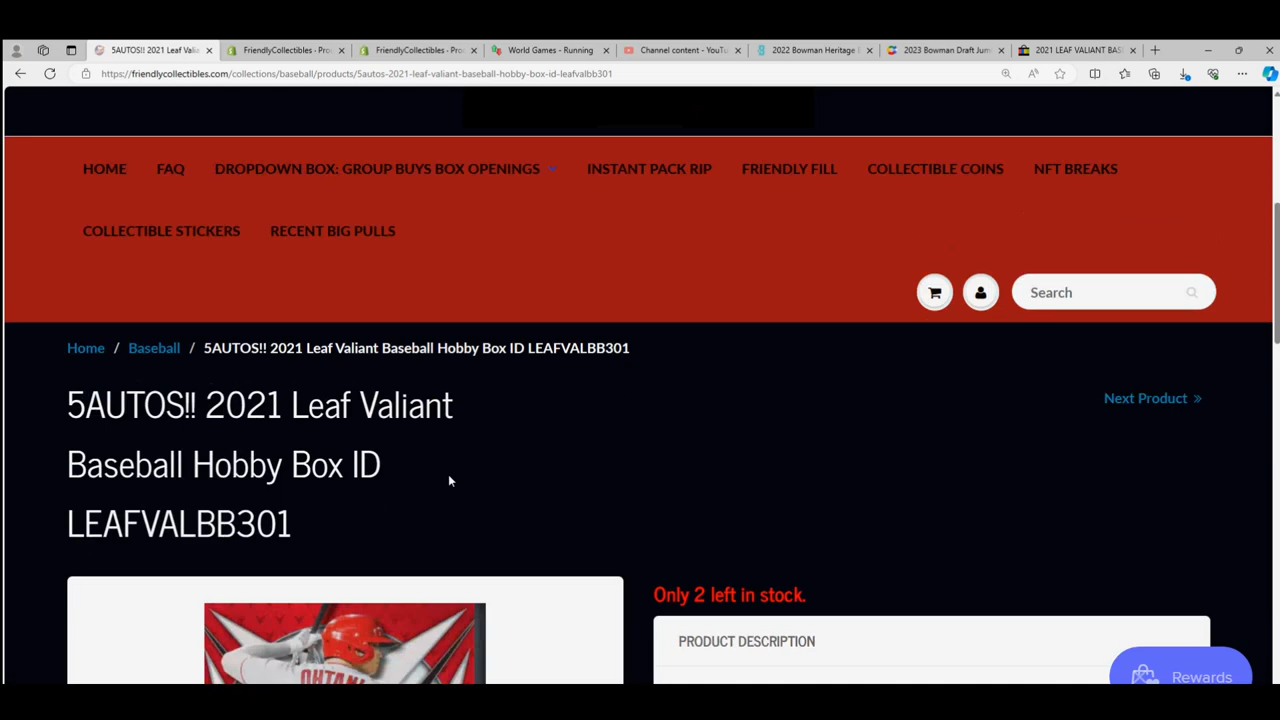 5AUTOS!! 2021 Leaf Valia
FriendlyCollectibles - Pro
FriendlyCollectibles - Pro
World Games - Running
Channel content - YouTu
2022 Bowman Heritage
2023 Bowman Draft Jum
2021 LEAF VALIANT BAS
https://friendlycollectibles.com/collections/baseball/products/5autos-2021-leaf-valiant-baseball-hobby-box-id-leafvalbb301
HOME FAQ DROPDOWN BOX: GROUP BUYS BOX OPENINGS INSTANT PACK RIP FRIENDLY FILL COLLECTIBLE COINS NFT BREAKS
COLLECTIBLE STICKERS RECENT BIG PULLS
Search
Home / Baseball / 5AUTOS!! 2021 Leaf Valiant Baseball Hobby Box ID LEAFVALBB301
5AUTOS!! 2021 Leaf Valiant
Baseball Hobby Box ID
LEAFVALBB301
Next Product »
Only 2 left in stock.
PRODUCT DESCRIPTION
OHTANI
Rewards